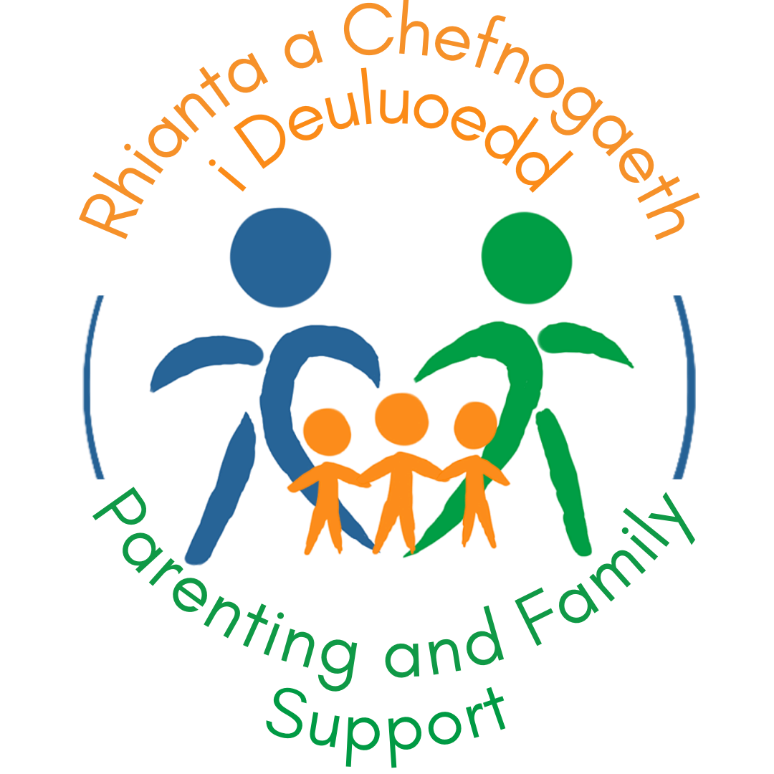 Rhianta a Chefnogaeth
i Deuluoedd
Parenting and Family
Support